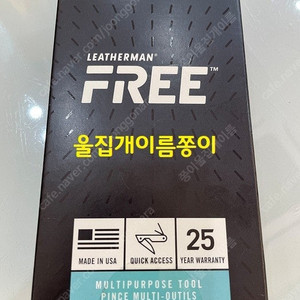 LEATHERMAN
FREE™
울집개이름쫑이
25
MADE IN USA
QUICK ACCESS
YEAR WARRANTY
MULTIPURPOSE TOOL
PINCE MULTI-OUTILS